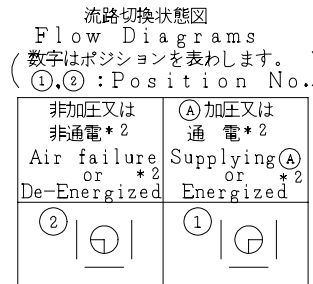 流路切換状態図
Flow Diagrams
(数字はポジションを表わします。)
(①,②:Position No.
非加圧又は
非通電*2
Air failure
or *2
De-Energized
Ⓐ加圧又は
通 電*2
SupplyingⒶ
or *2
Energized
②
①